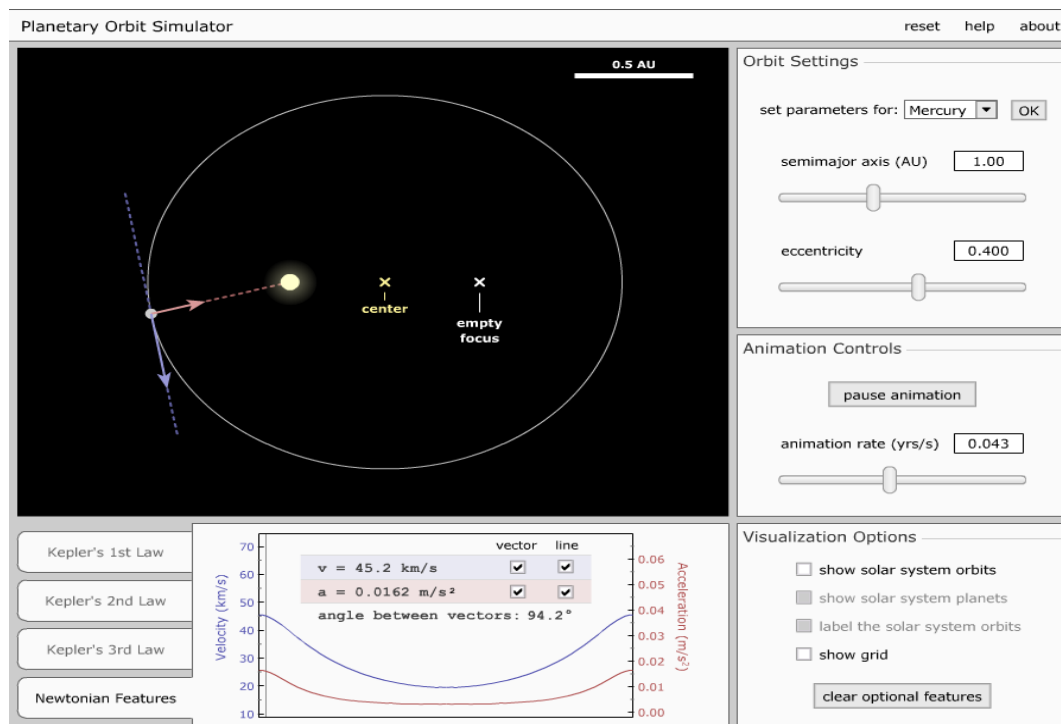 Planetary Orbit Simulator
reset help about
0.5 AU
center
empty
focus
Orbit Settings
set parameters for: Mercury OK
semimajor axis (AU) 1.00
eccentricity 0.400
Animation Controls
pause animation
animation rate (yrs/s) 0.043
Kepler's 1st Law
Kepler's 2nd Law
Kepler's 3rd Law
Newtonian Features
Velocity (km/s)
70
60
50
40
30
20
10
vector line
v = 45.2 km/s
a = 0.0162 m/s²
angle between vectors: 94.2°
0.06
0.05
0.04
0.03
0.02
0.01
0.00
Acceleration (m/s²)
Visualization Options
show solar system orbits
show solar system planets
label the solar system orbits
show grid
clear optional features